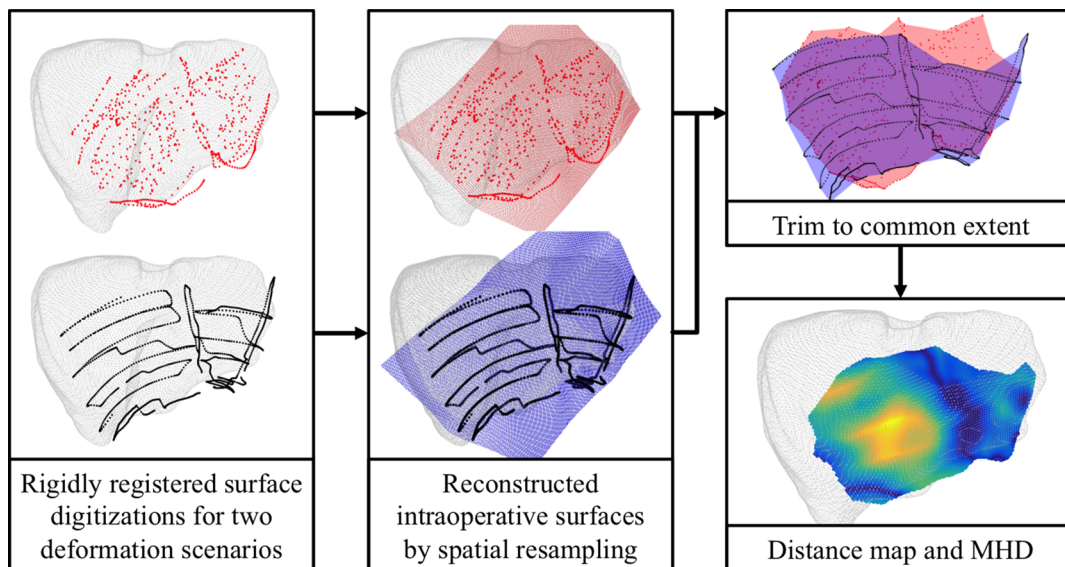 Rigidly registered surface
digitizations for two
deformation scenarios
Reconstructed
intraoperative surfaces
by spatial resampling
Trim to common extent
Distance map and MHD